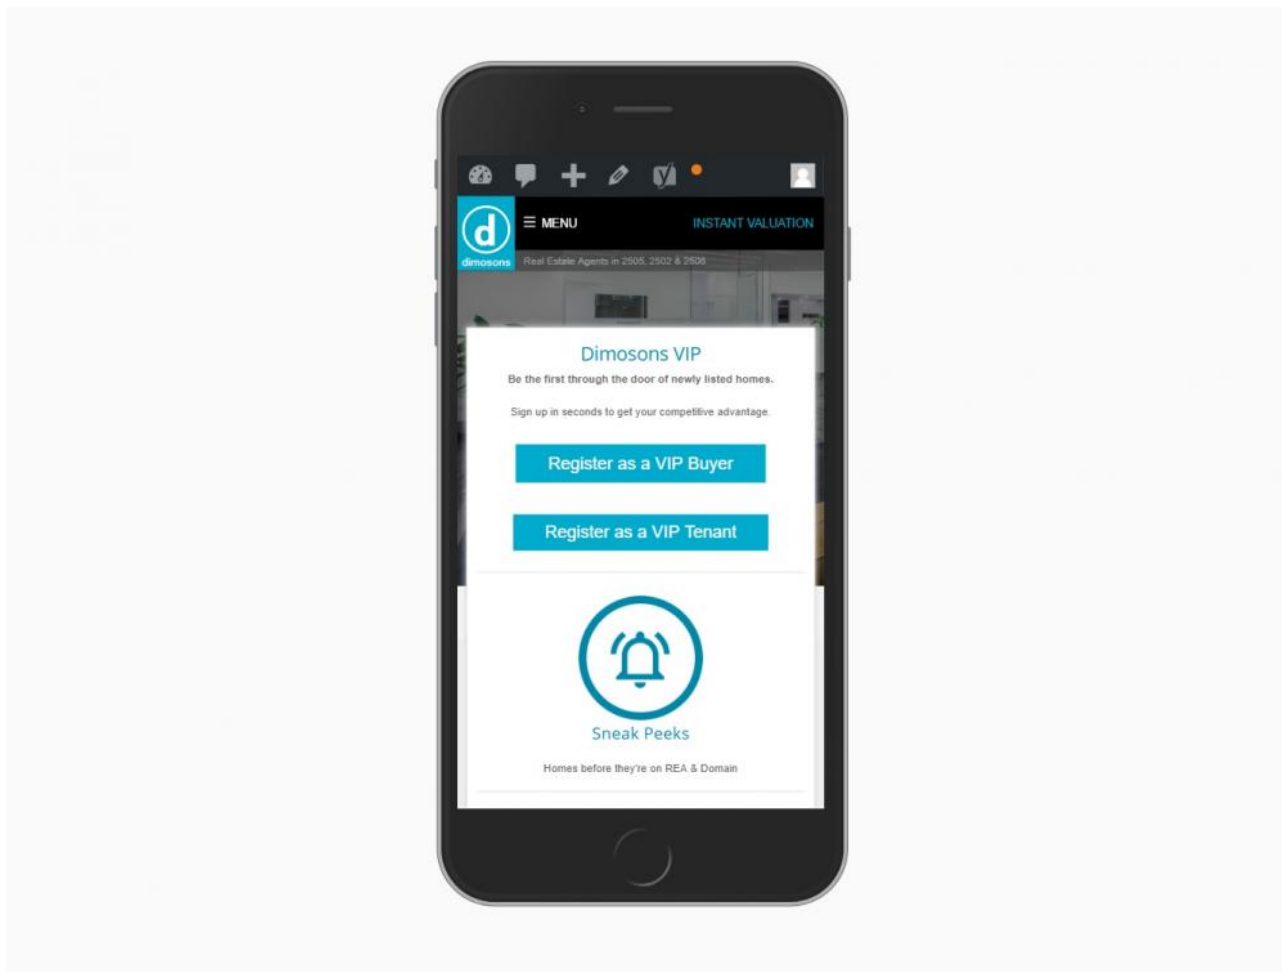 MENU
INSTANT VALUATION
d
dimosons
Real Estate Agents in 2505, 2502 & 2506
Dimosons VIP
Be the first through the door of newly listed homes.
Sign up in seconds to get your competitive advantage.
Register as a VIP Buyer
Register as a VIP Tenant
Sneak Peeks
Homes before they're on REA & Domain